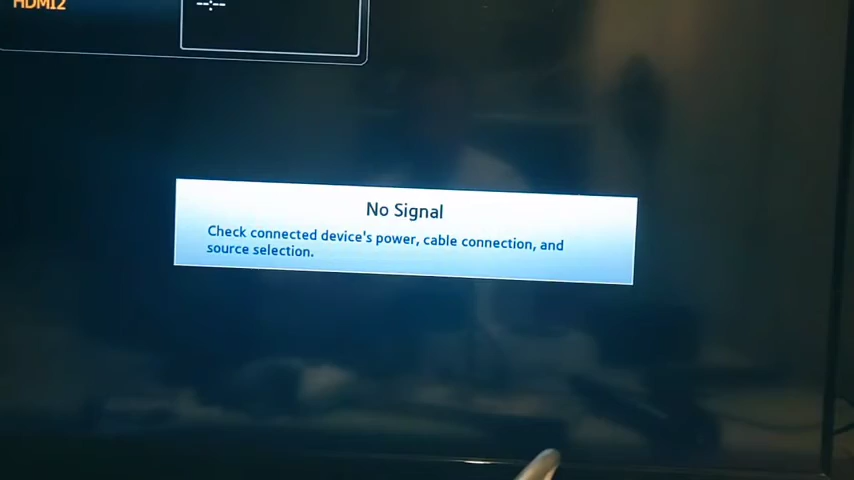 HDMI2
--:--
No Signal
Check connected device's power, cable connection, and
source selection.